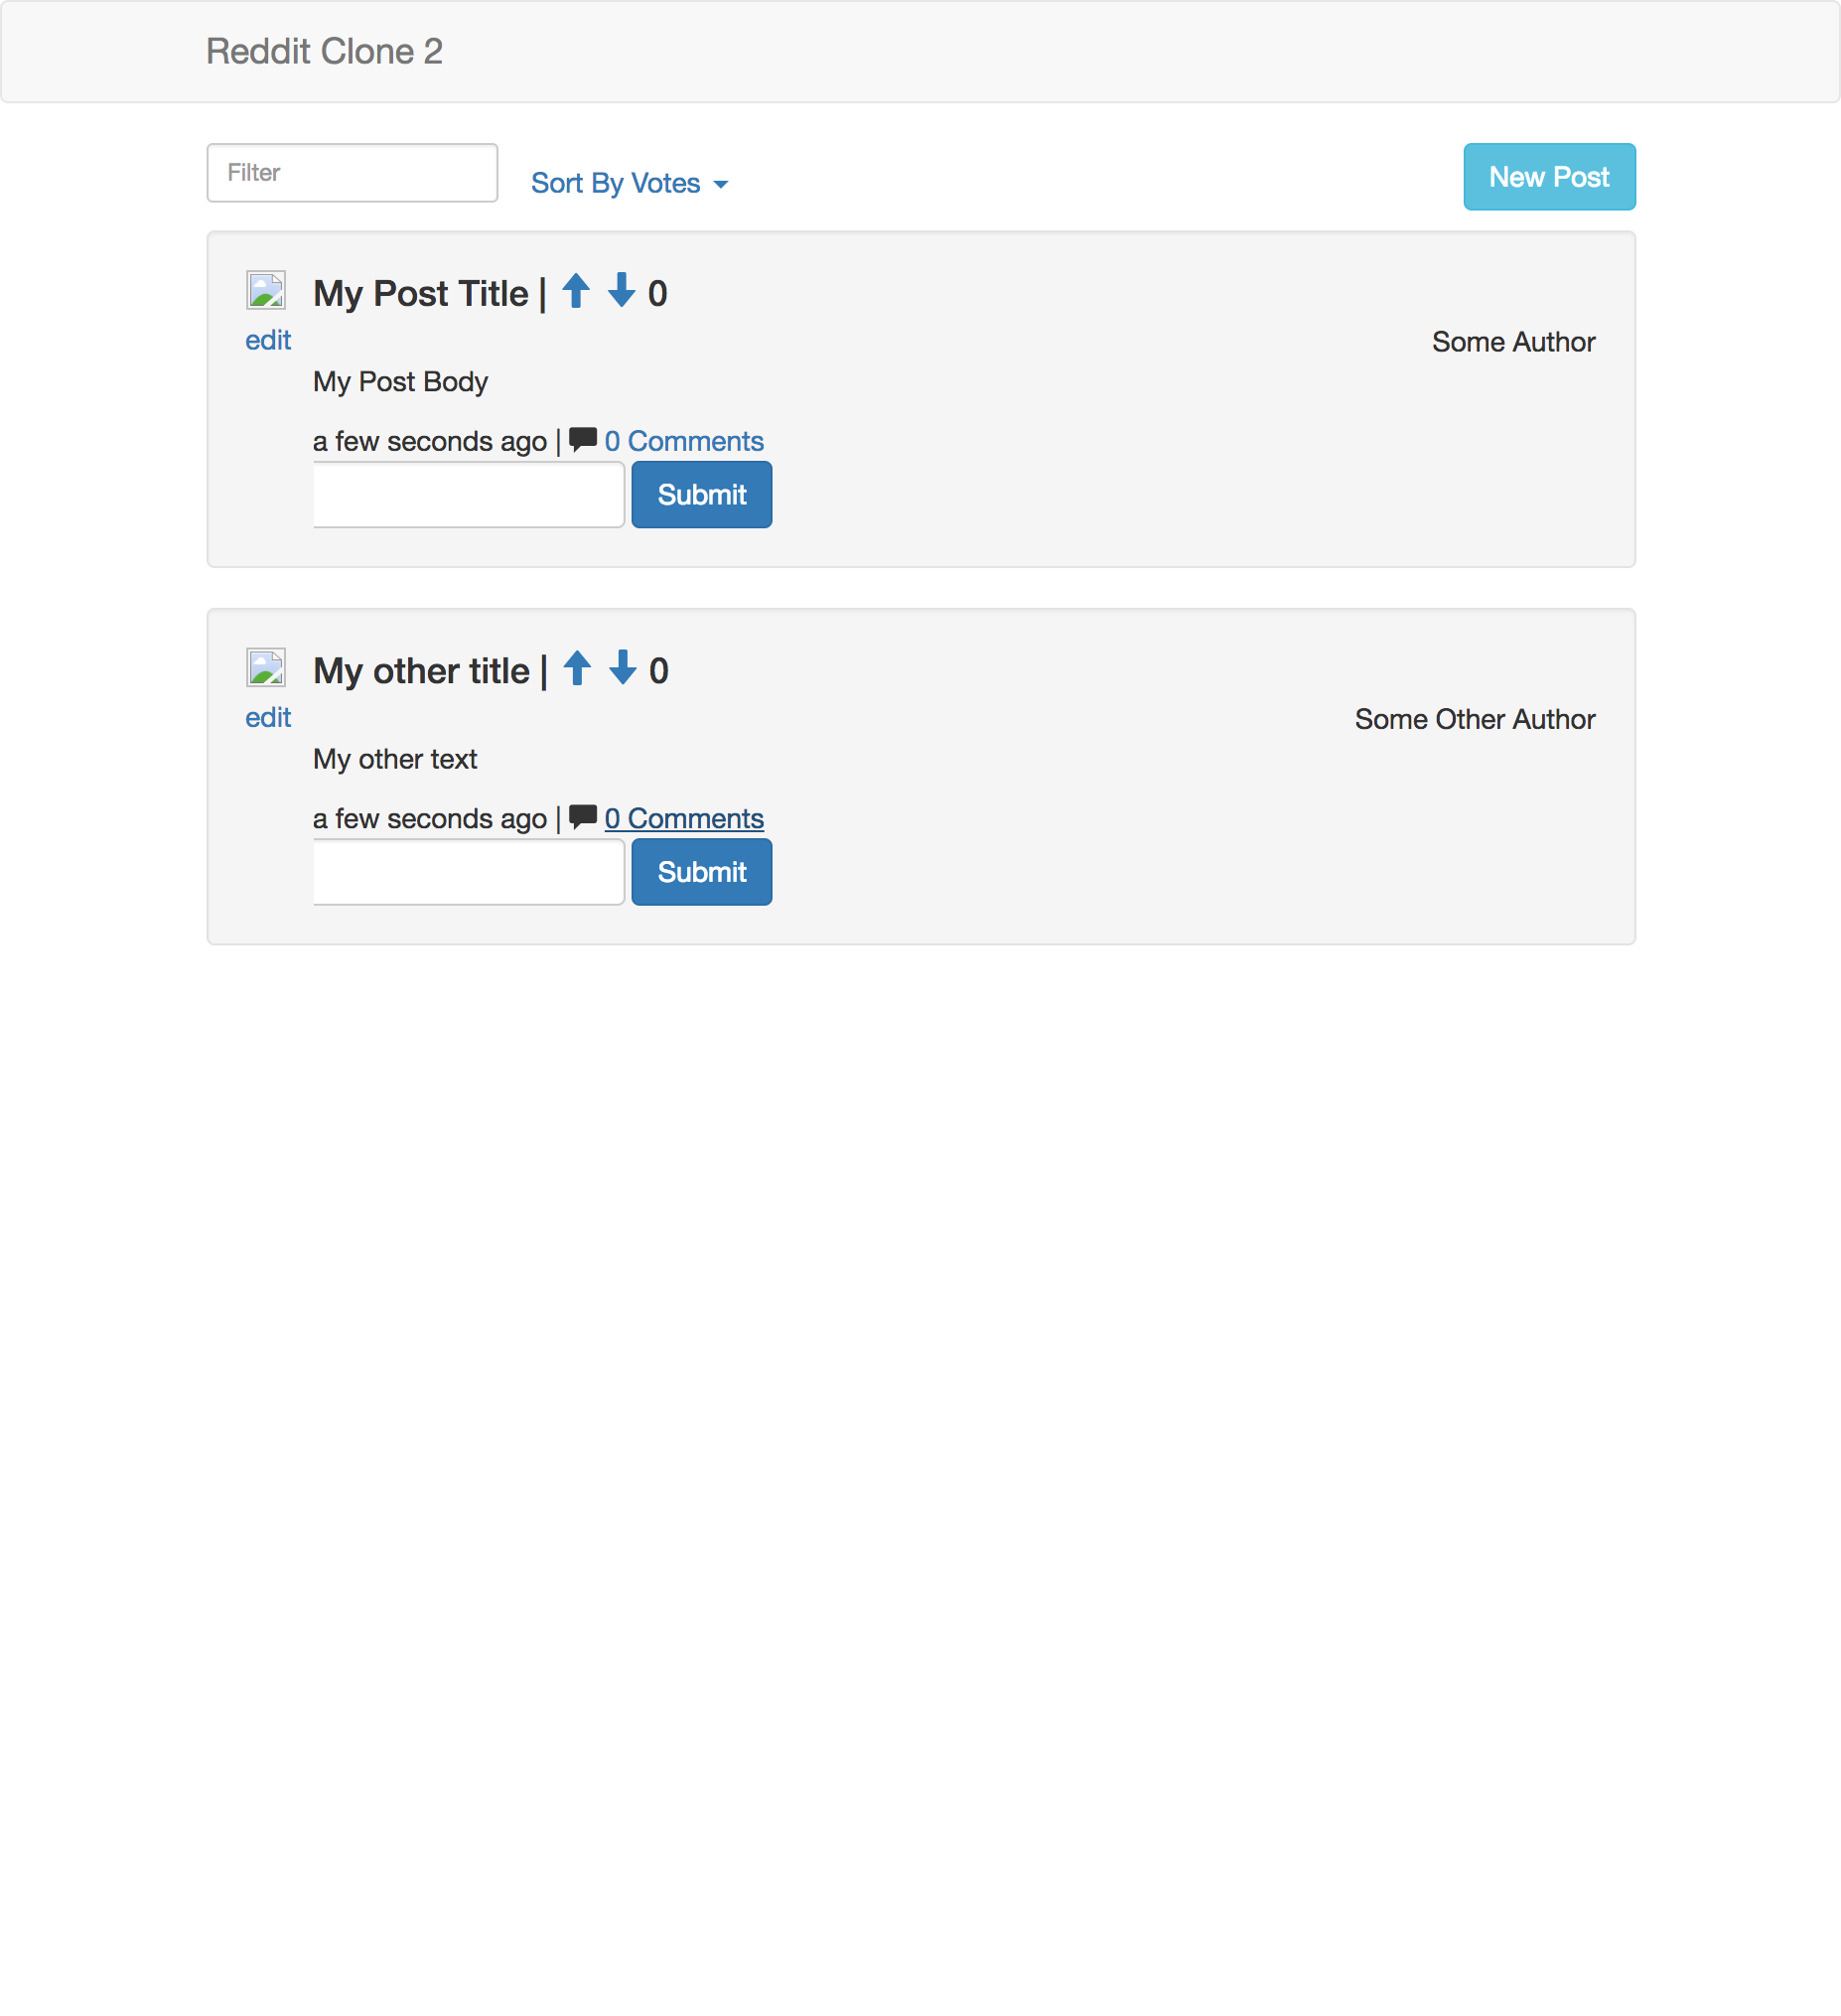 Reddit Clone 2
Filter
Sort By Votes
New Post
My Post Title | 0
edit
Some Author
My Post Body
a few seconds ago | 0 Comments
Submit
My other title | 0
edit
Some Other Author
My other text
a few seconds ago | 0 Comments
Submit